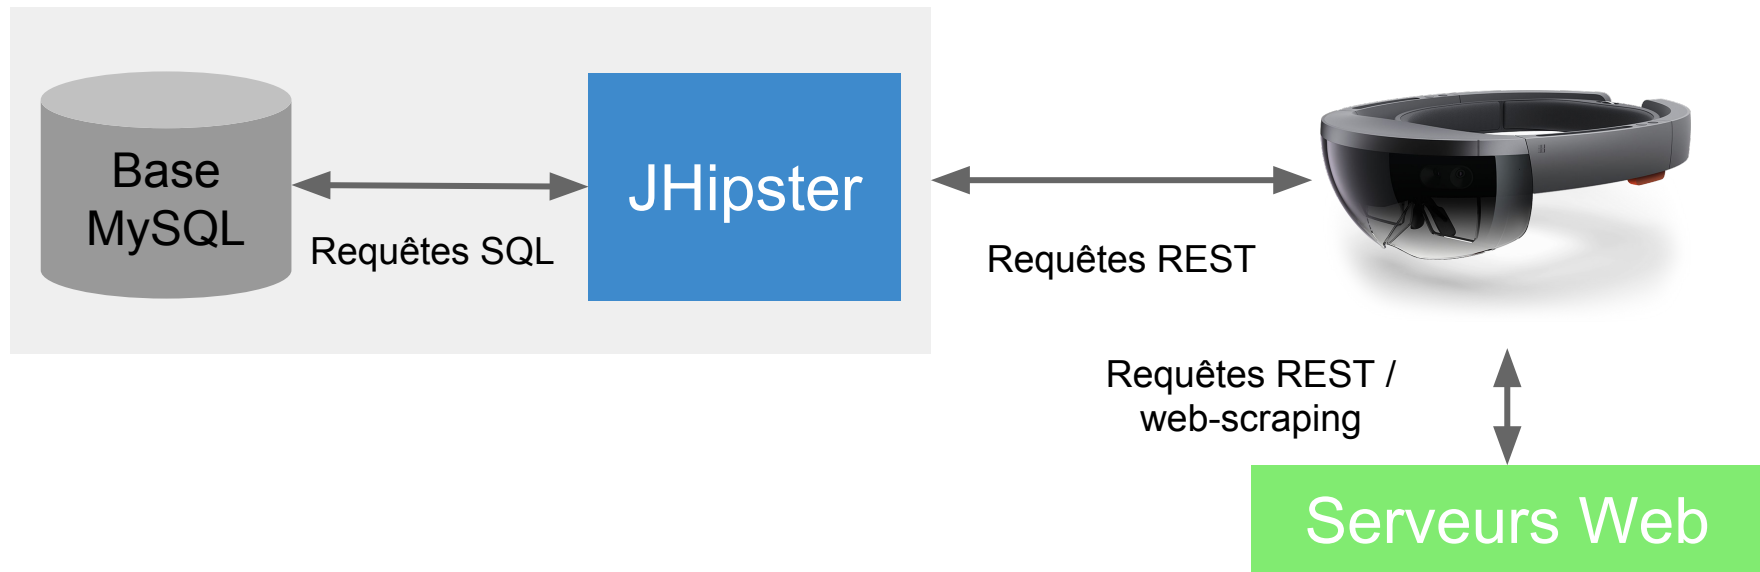 Base
MySQL
Requêtes SQL
JHipster
Requêtes REST
Requêtes REST /
web-scraping
Serveurs Web